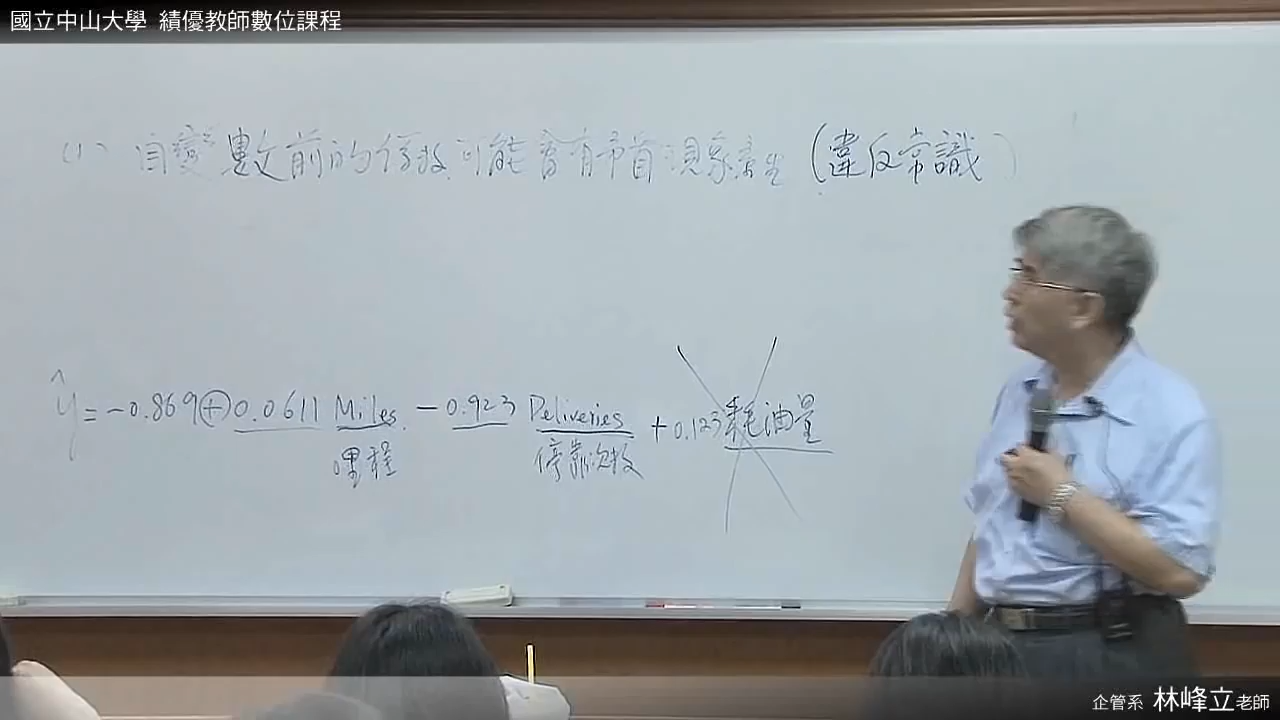 國立中山大學 績優教師數位課程
(1) 自變數前的係數可能會有弔詭現象產生 (違反常識)
ŷ = -0.869 ⊕ 0.0611 Miles - 0.923 Deliveries + 0.123 耗油量
里程 停靠次數
企管系 林峰立老師